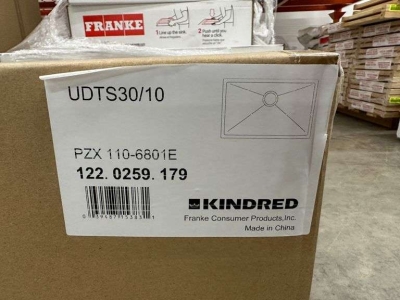 FRANKE
1 Line up the sink.
2 Push until you
hear a click.
UDTS30/10
PZX 110-6801E
122. 0259. 179
KINDRED
Franke Consumer Products,Inc.
Made in China